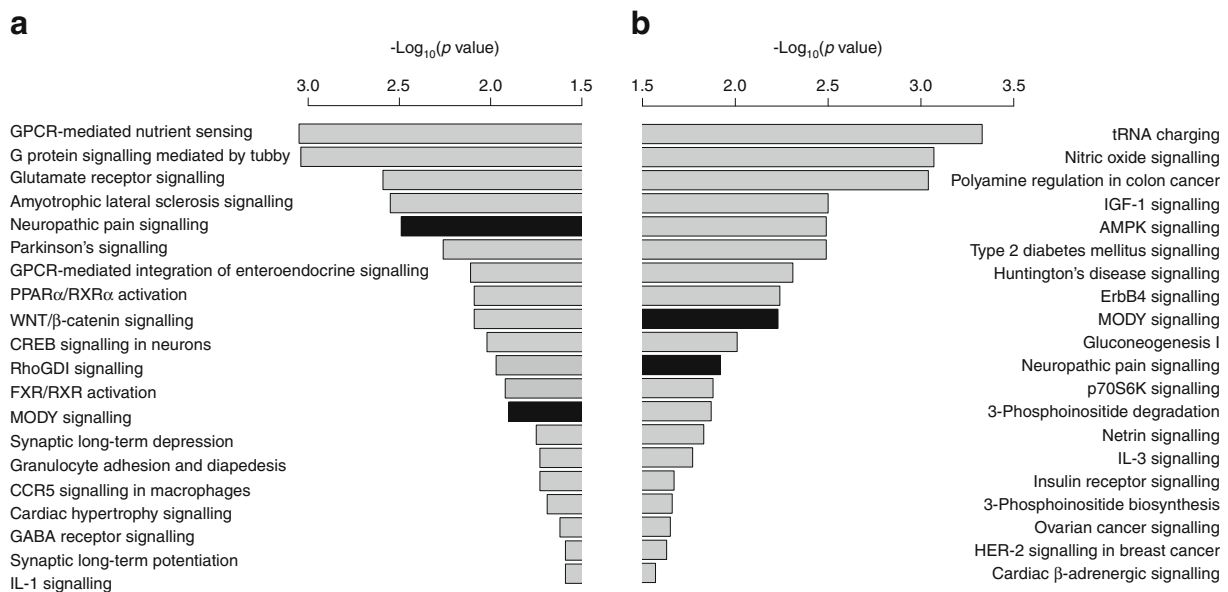 a
-Log10(p value)
3.0 2.5 2.0 1.5
GPCR-mediated nutrient sensing
G protein signalling mediated by tubby
Glutamate receptor signalling
Amyotrophic lateral sclerosis signalling
Neuropathic pain signalling
Parkinson's signalling
GPCR-mediated integration of enteroendocrine signalling
PPARα/RXRα activation
WNT/β-catenin signalling
CREB signalling in neurons
RhoGDI signalling
FXR/RXR activation
MODY signalling
Synaptic long-term depression
Granulocyte adhesion and diapedesis
CCR5 signalling in macrophages
Cardiac hypertrophy signalling
GABA receptor signalling
Synaptic long-term potentiation
IL-1 signalling
b
-Log10(p value)
1.5 2.0 2.5 3.0 3.5
tRNA charging
Nitric oxide signalling
Polyamine regulation in colon cancer
IGF-1 signalling
AMPK signalling
Type 2 diabetes mellitus signalling
Huntington's disease signalling
ErbB4 signalling
MODY signalling
Gluconeogenesis I
Neuropathic pain signalling
p70S6K signalling
3-Phosphoinositide degradation
Netrin signalling
IL-3 signalling
Insulin receptor signalling
3-Phosphoinositide biosynthesis
Ovarian cancer signalling
HER-2 signalling in breast cancer
Cardiac β-adrenergic signalling